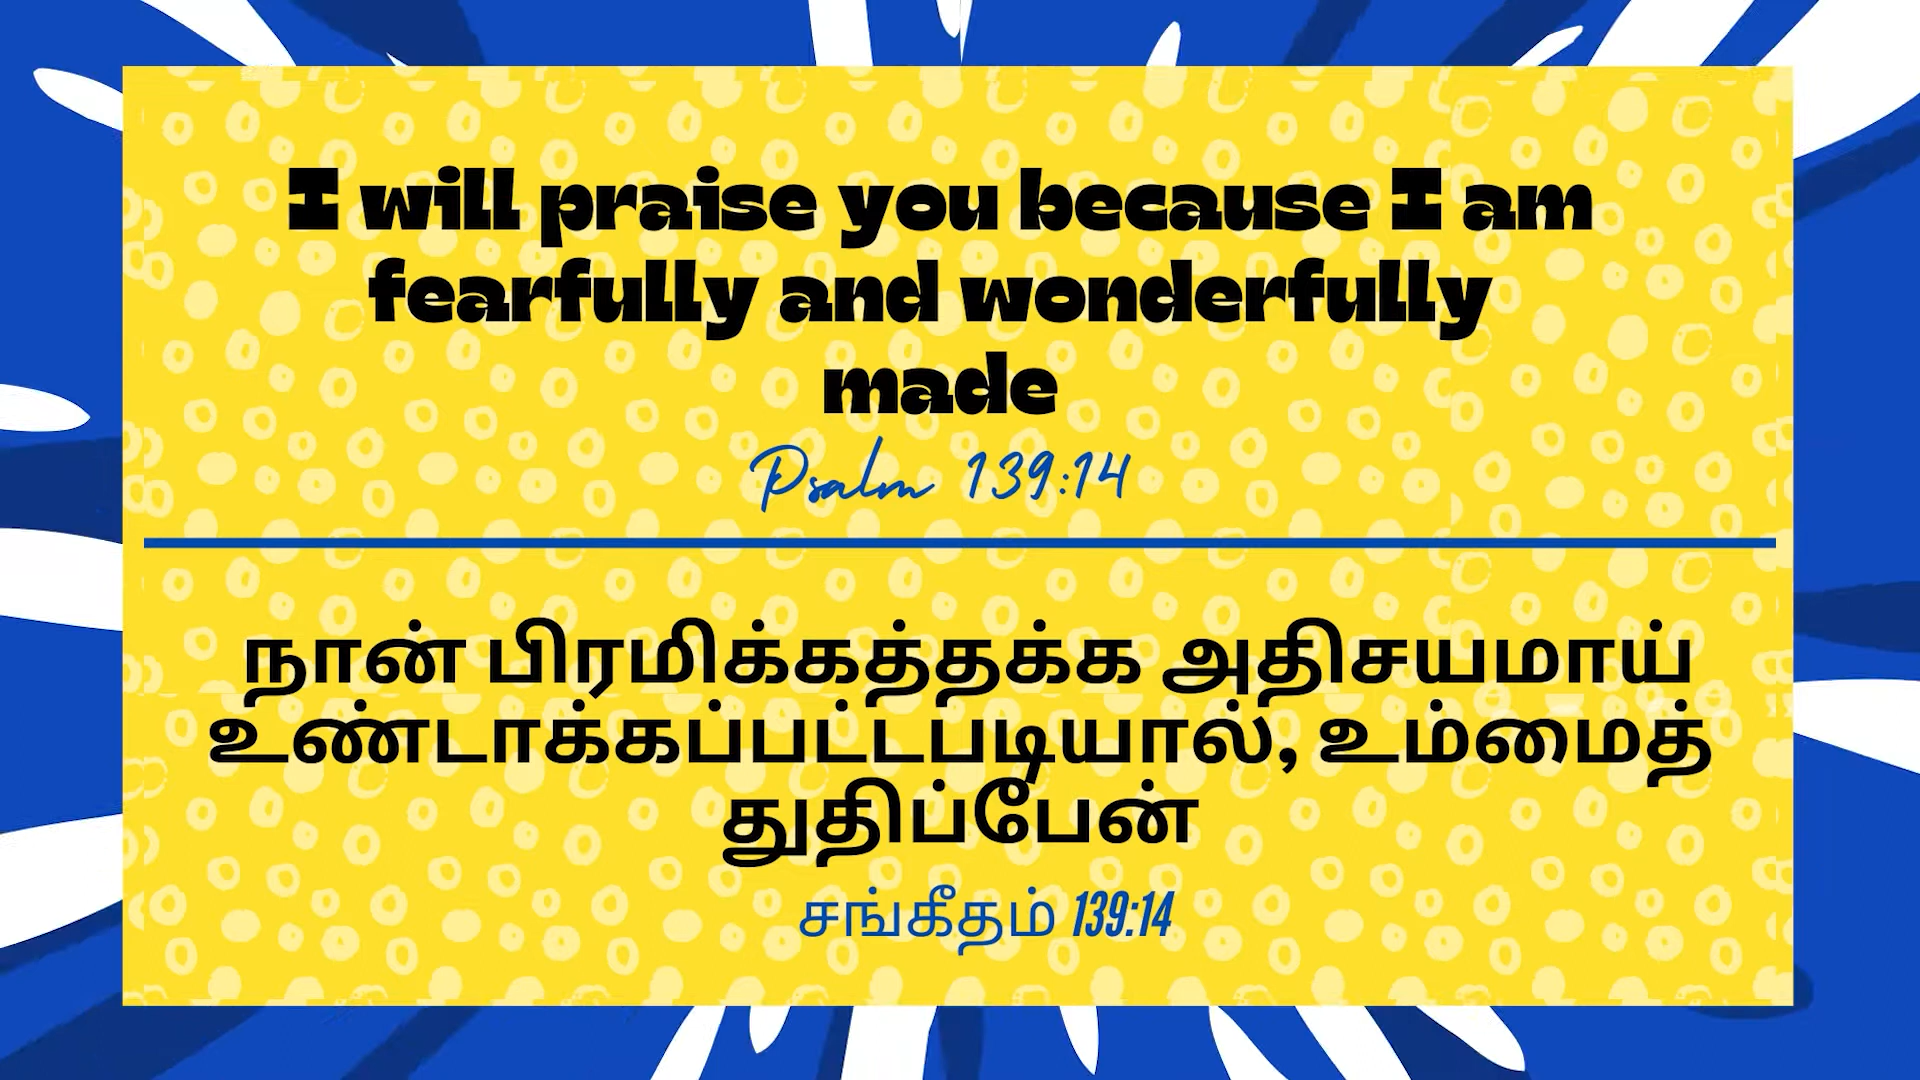 I will praise you because I am
fearfully and wonderfully
made
Psalm 139:14
நான் பிரமிக்கத்தக்க அதிசயமாய்
உண்டாக்கப்பட்டபடியால், உம்மைத்
துதிப்பேன்
சங்கீதம் 139:14